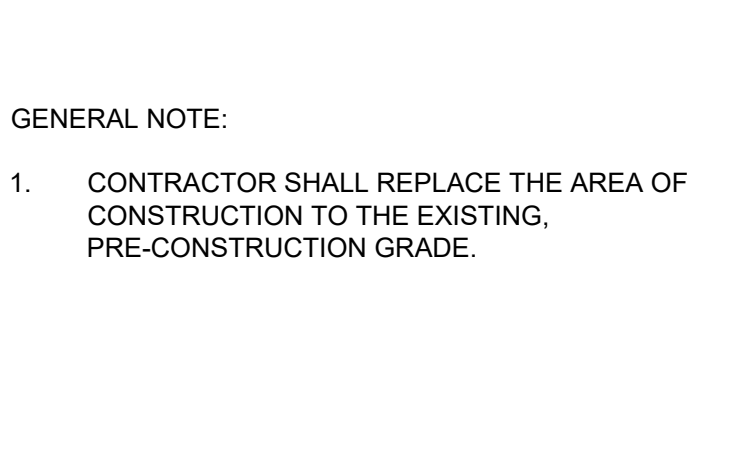 GENERAL NOTE:
1. CONTRACTOR SHALL REPLACE THE AREA OF
CONSTRUCTION TO THE EXISTING,
PRE-CONSTRUCTION GRADE.